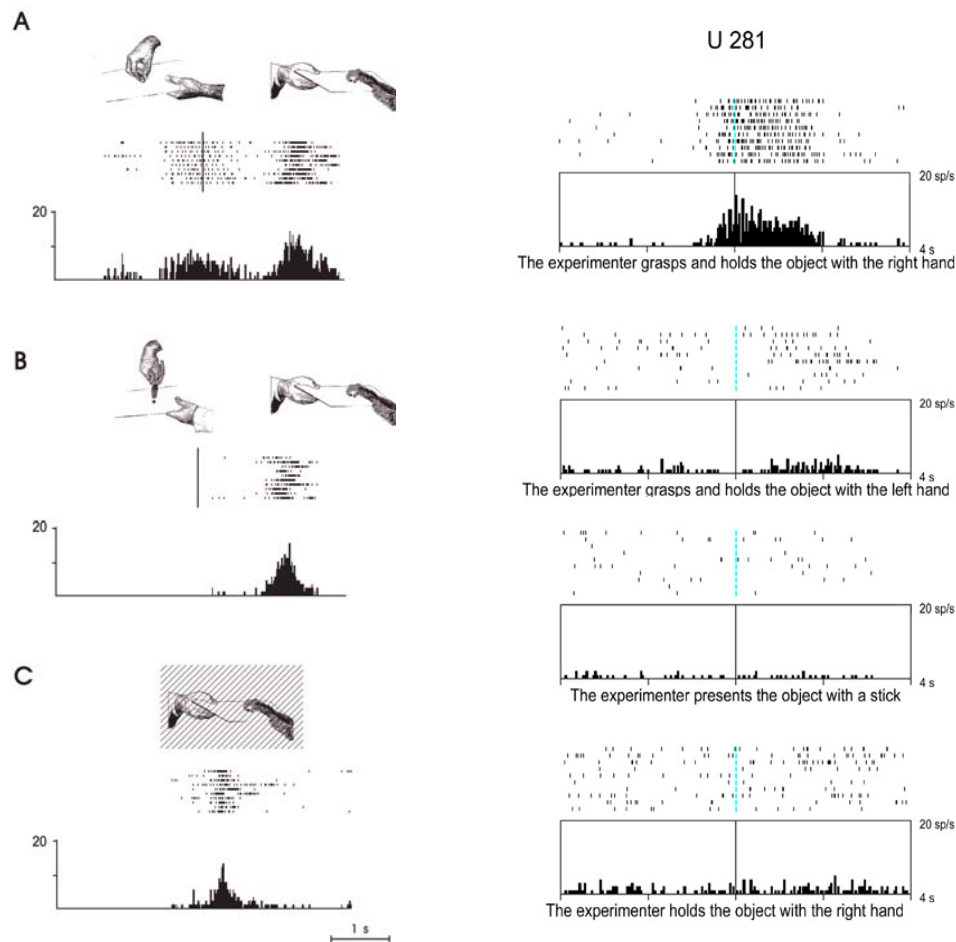 A
20
B
20
C
20
1 s
U 281
20 sp/s
4 s
The experimenter grasps and holds the object with the right hand
20 sp/s
4 s
The experimenter grasps and holds the object with the left hand
20 sp/s
4 s
The experimenter presents the object with a stick
20 sp/s
4 s
The experimenter holds the object with the right hand